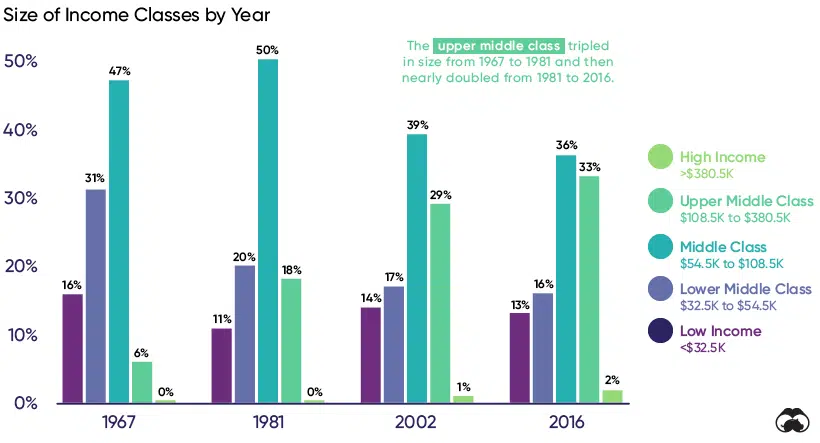 Size of Income Classes by Year
The upper middle class tripled
in size from 1967 to 1981 and then
nearly doubled from 1981 to 2016.
50%
40%
30%
20%
10%
0%
16%
31%
47%
6%
0%
11%
20%
50%
18%
0%
14%
17%
39%
29%
1%
13%
16%
36%
33%
2%
1967
1981
2002
2016
High Income
>$380.5K
Upper Middle Class
$108.5K to $380.5K
Middle Class
$54.5K to $108.5K
Lower Middle Class
$32.5K to $54.5K
Low Income
<$32.5K